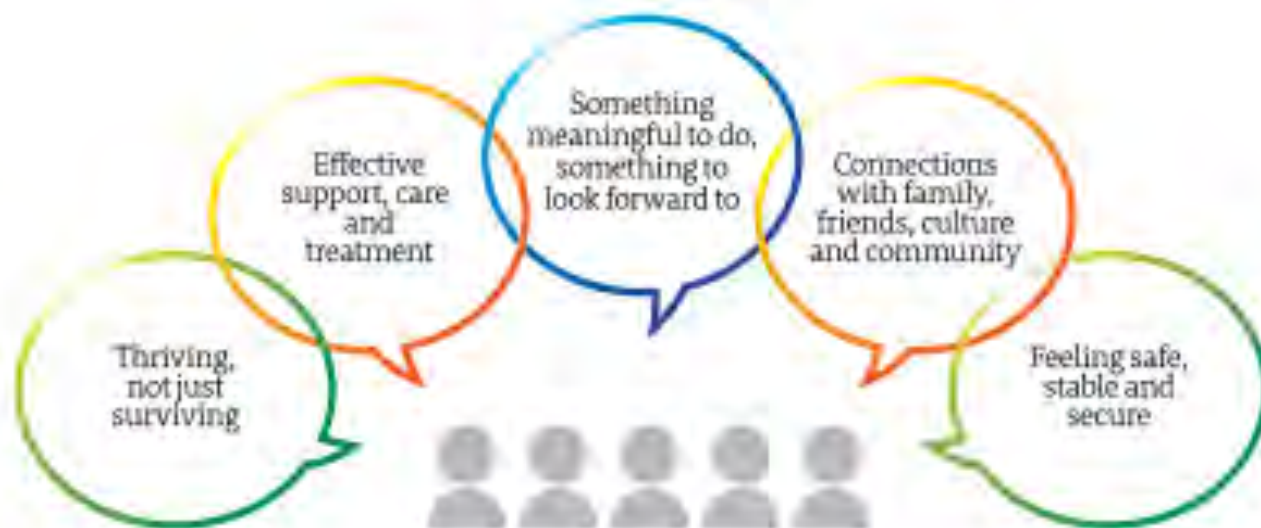 Thriving,
not just
surviving
Effective
support, care
and
treatment
Something
meaningful to do,
something to
look forward to
Connections
with family,
friends, culture
and community
Feeling safe,
stable and
secure